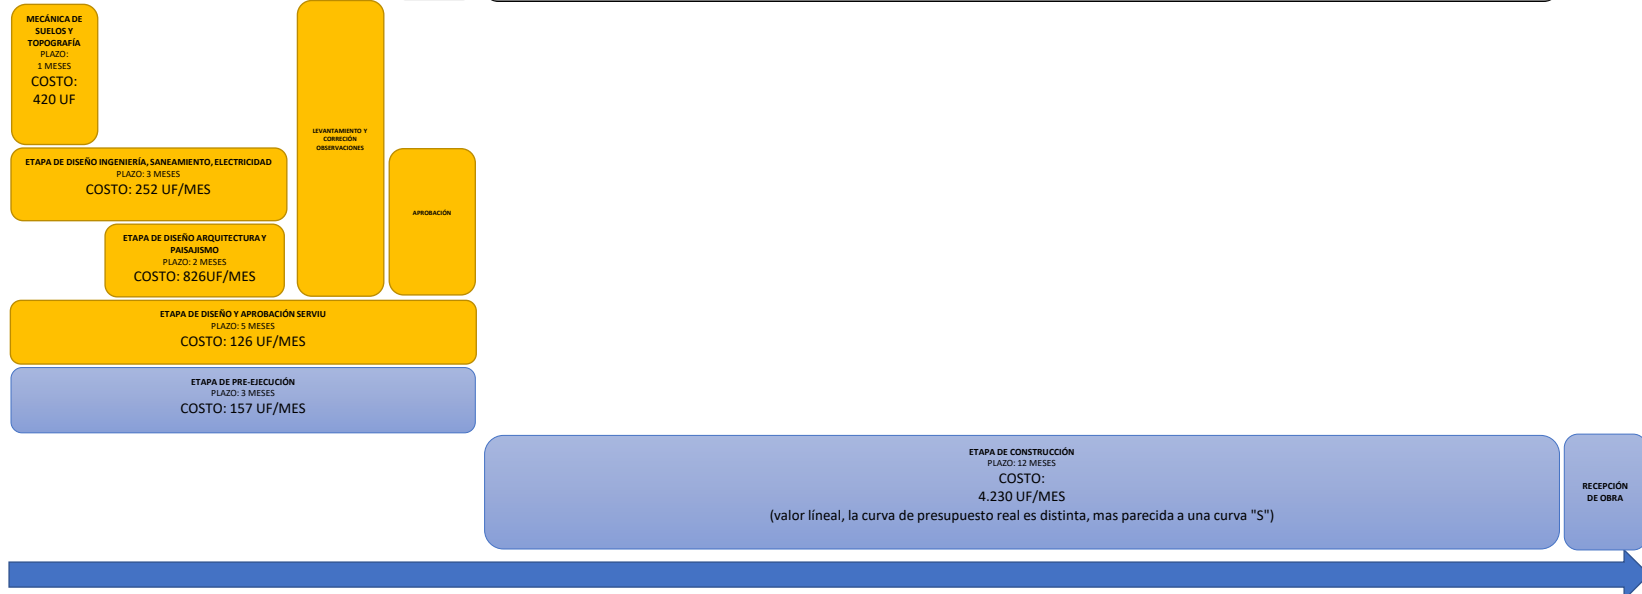 MECÁNICA DE
SUELOS Y
TOPOGRAFÍA
PLAZO:
1 MESES
COSTO:
420 UF
LEVANTAMIENTO Y
CORRECIÓN
OBSERVACIONES
ETAPA DE DISEÑO INGENIERÍA, SANEAMIENTO, ELECTRICIDAD
PLAZO: 3 MESES
COSTO: 252 UF/MES
APROBACIÓN
ETAPA DE DISEÑO ARQUITECTURA Y
PAISAJISMO
PLAZO: 2 MESES
COSTO: 826UF/MES
ETAPA DE DISEÑO Y APROBACIÓN SERVIU
PLAZO: 5 MESES
COSTO: 126 UF/MES
ETAPA DE PRE-EJECUCIÓN
PLAZO: 3 MESES
COSTO: 157 UF/MES
ETAPA DE CONSTRUCCIÓN
PLAZO: 12 MESES
COSTO:
4.230 UF/MES
(valor líneal, la curva de presupuesto real es distinta, mas parecida a una curva "S")
RECEPCIÓN
DE OBRA